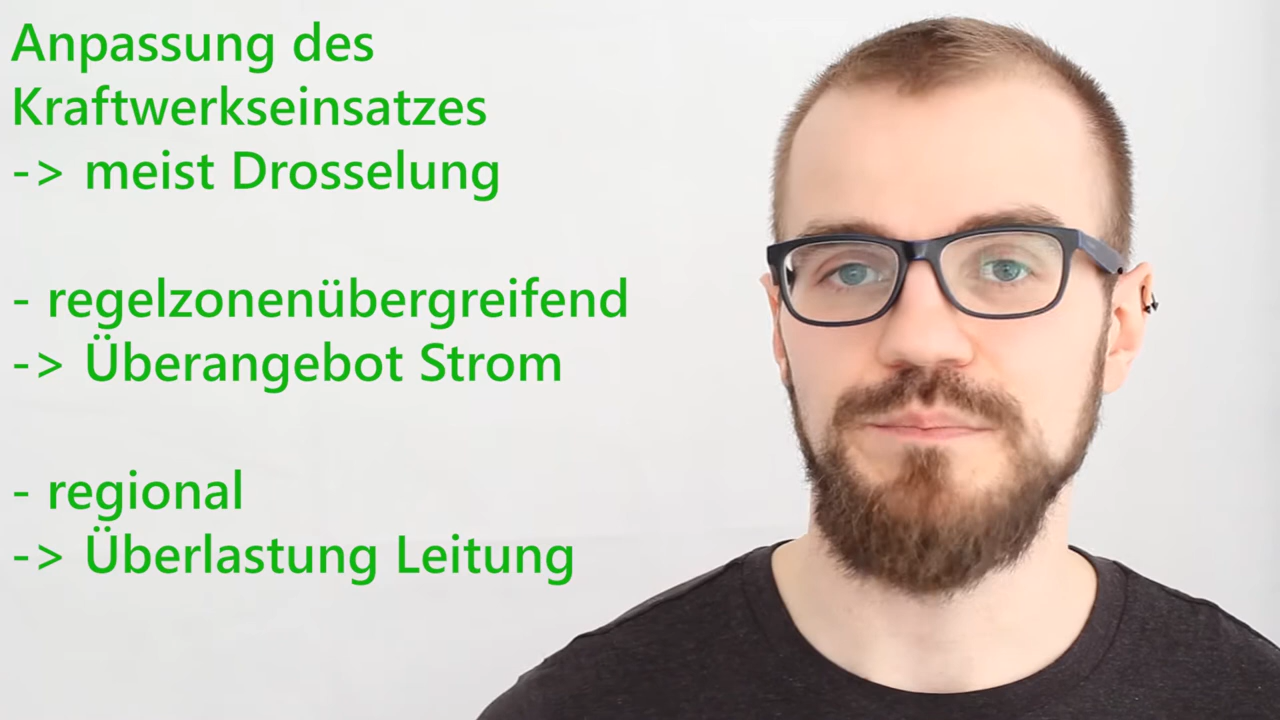 Anpassung des
Kraftwerkseinsatzes
-> meist Drosselung
- regelzonenübergreifend
-> Überangebot Strom
- regional
-> Überlastung Leitung